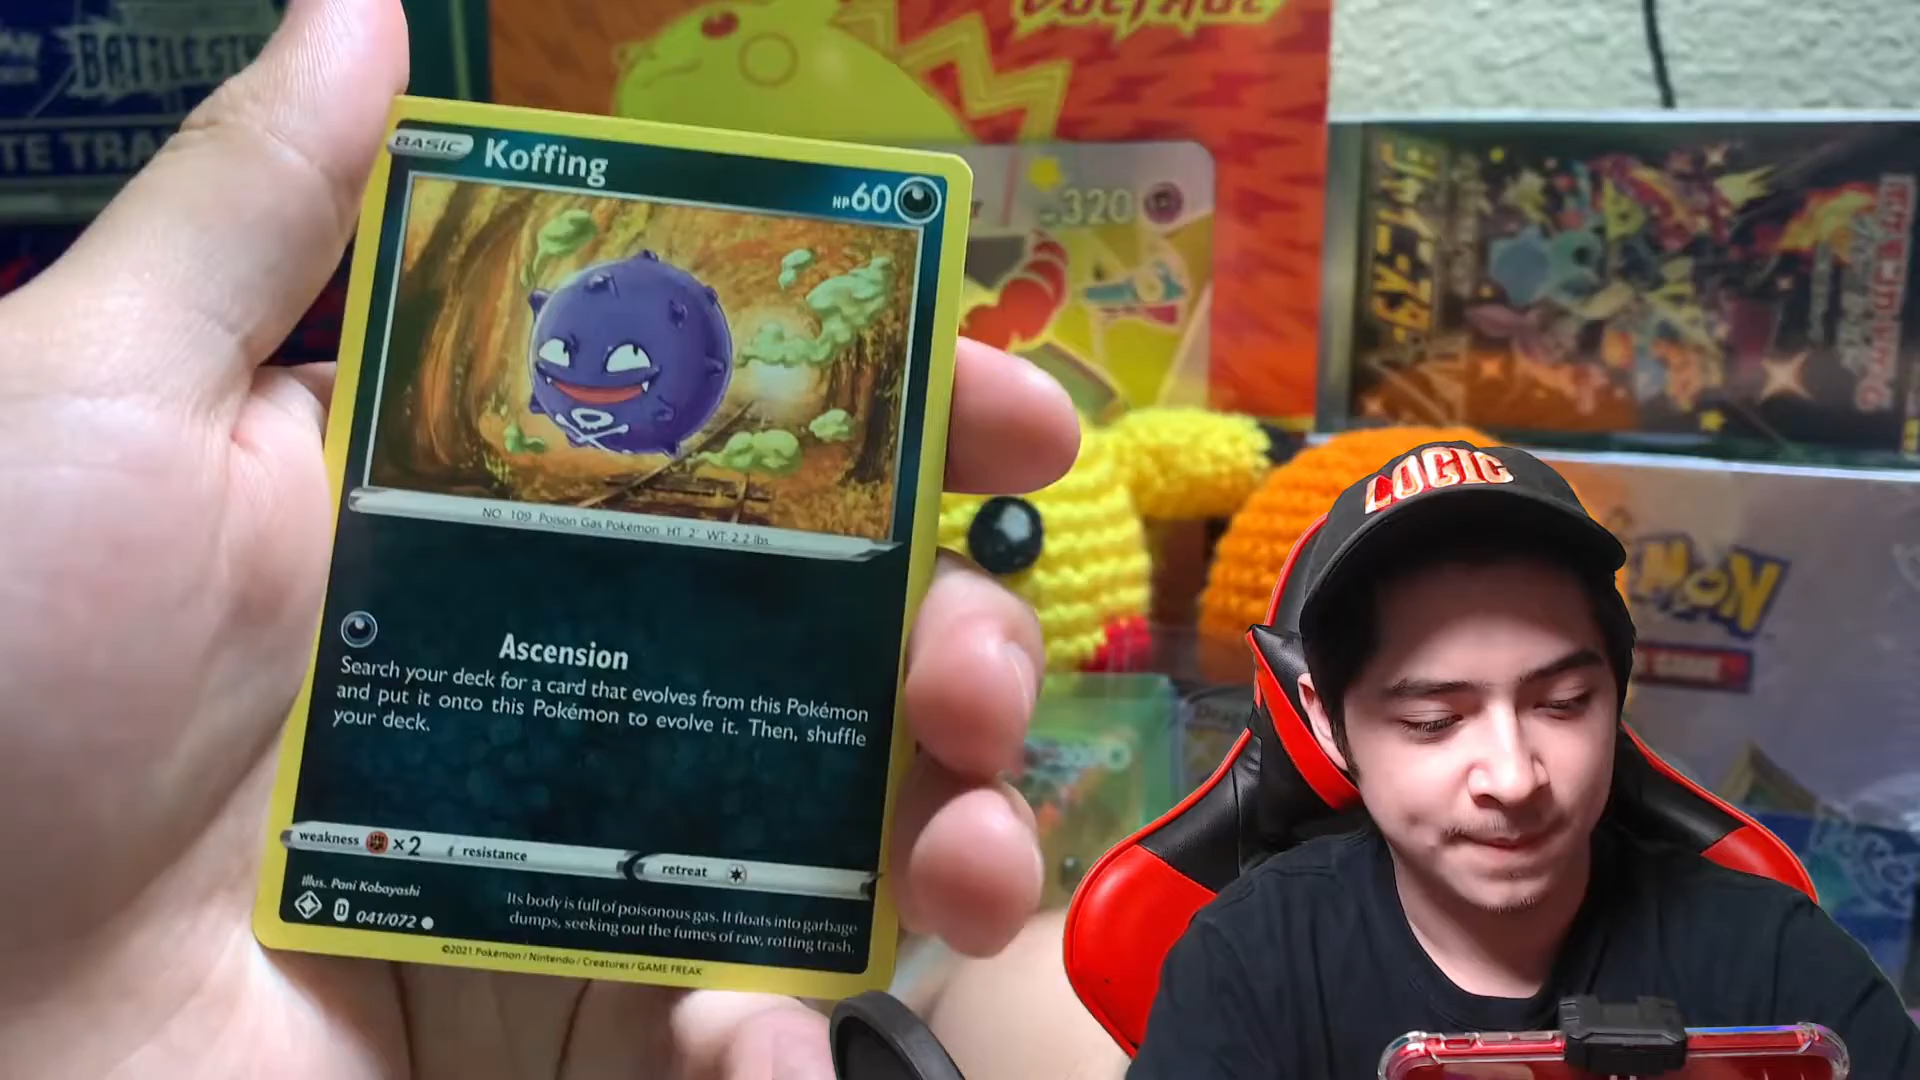 BASIC Koffing
HP60
NO. 109 Poison Gas Pokémon HT: 2' WT: 2.2 lbs.
Ascension
Search your deck for a card that evolves from this Pokémon
and put it onto this Pokémon to evolve it. Then, shuffle
your deck.
weakness ×2 resistance retreat
Illus. Pani Kobayashi
D 041/072
Its body is full of poisonous gas. It floats into garbage
dumps, seeking out the fumes of raw, rotting trash.
©2021 Pokémon / Nintendo / Creatures / GAME FREAK
VOLTAGE
320
LOGIC
POKÉMON
GAME